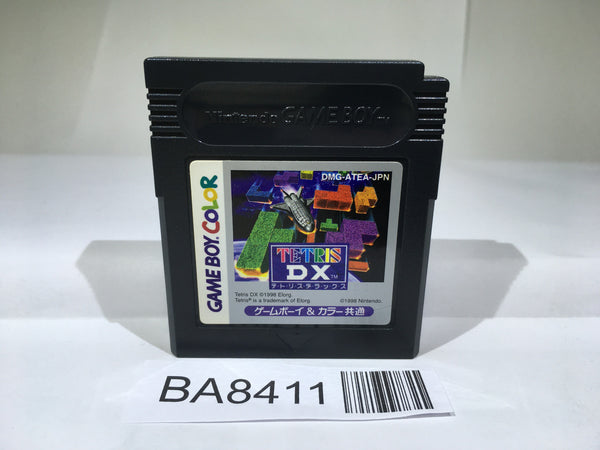 Nintendo GAME BOY™
DMG-ATEA-JPN
GAME BOY COLOR
TETRIS
DX™
テトリスデラックス
Tetris DX ©1998 Elorg.
Tetris® is a trademark of Elorg. ©1998 Nintendo.
ゲームボーイ&カラー共通
BA8411